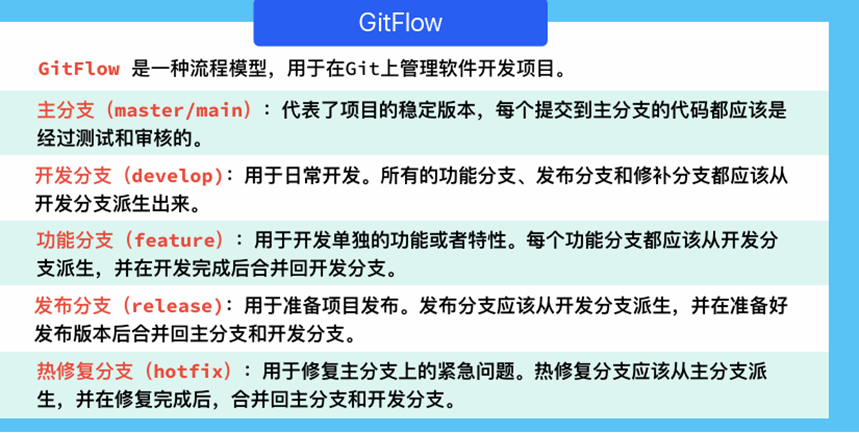 GitFlow
GitFlow 是一种流程模型，用于在Git上管理软件开发项目。
主分支（master/main）：代表了项目的稳定版本，每个提交到主分支的代码都应该是
经过测试和审核的。
开发分支（develop)：用于日常开发。所有的功能分支、发布分支和修补分支都应该从
开发分支派生出来。
功能分支（feature）：用于开发单独的功能或者特性。每个功能分支都应该从开发分
支派生，并在开发完成后合并回开发分支。
发布分支（release)：用于准备项目发布。发布分支应该从开发分支派生，并在准备好
发布版本后合并回主分支和开发分支。
热修复分支（hotfix）：用于修复主分支上的紧急问题。热修复分支应该从主分支派
生，并在修复完成后，合并回主分支和开发分支。